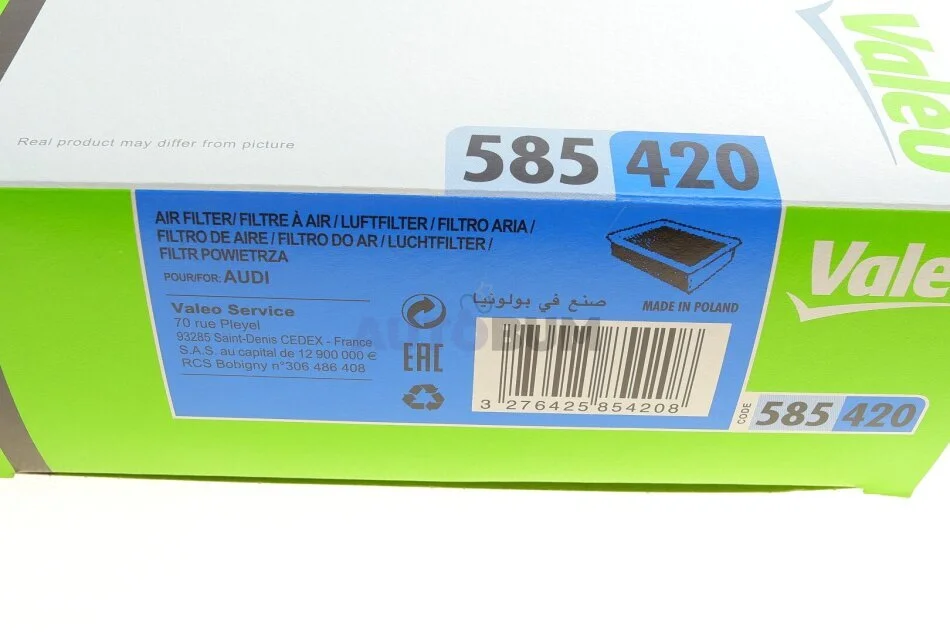 Valeo
Real product may differ from picture
585 420
AIR FILTER/ FILTRE À AIR / LUFTFILTER / FILTRO ARIA /
FILTRO DE AIRE / FILTRO DO AR / LUCHTFILTER /
FILTR POWIETRZA
POUR/FOR: AUDI
Valeo Service
70 rue Pleyel
93285 Saint-Denis CEDEX - France
S.A.S. au capital de 12 900 000 €
RCS Bobigny n°306 486 408
EAC
صنع في بولونيا
MADE IN POLAND
AUTODUM
3 276425 854208
Vale
CODE 585 420